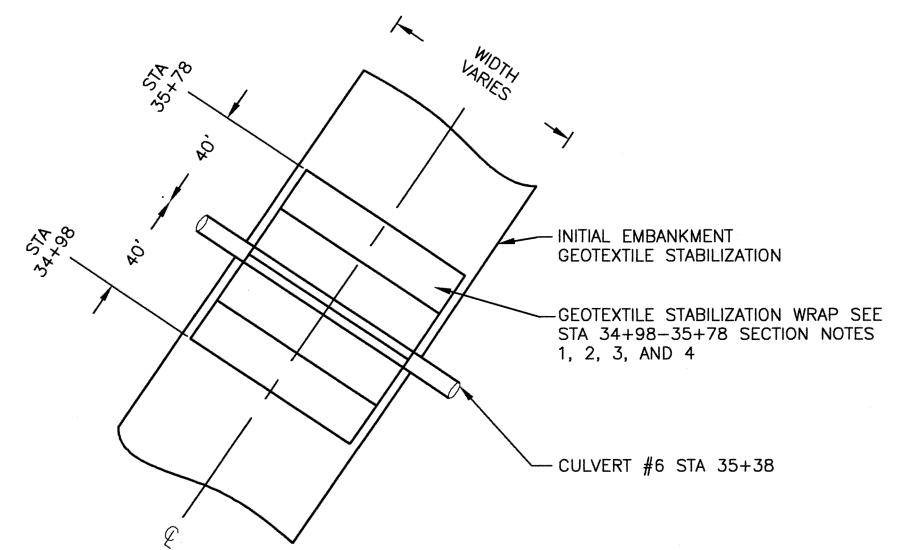 WIDTH
VARIES
STA
35+78
40'
40'
STA
34+98
INITIAL EMBANKMENT
GEOTEXTILE STABILIZATION
GEOTEXTILE STABILIZATION WRAP SEE
STA 34+98-35+78 SECTION NOTES
1, 2, 3, AND 4
CULVERT #6 STA 35+38
℄